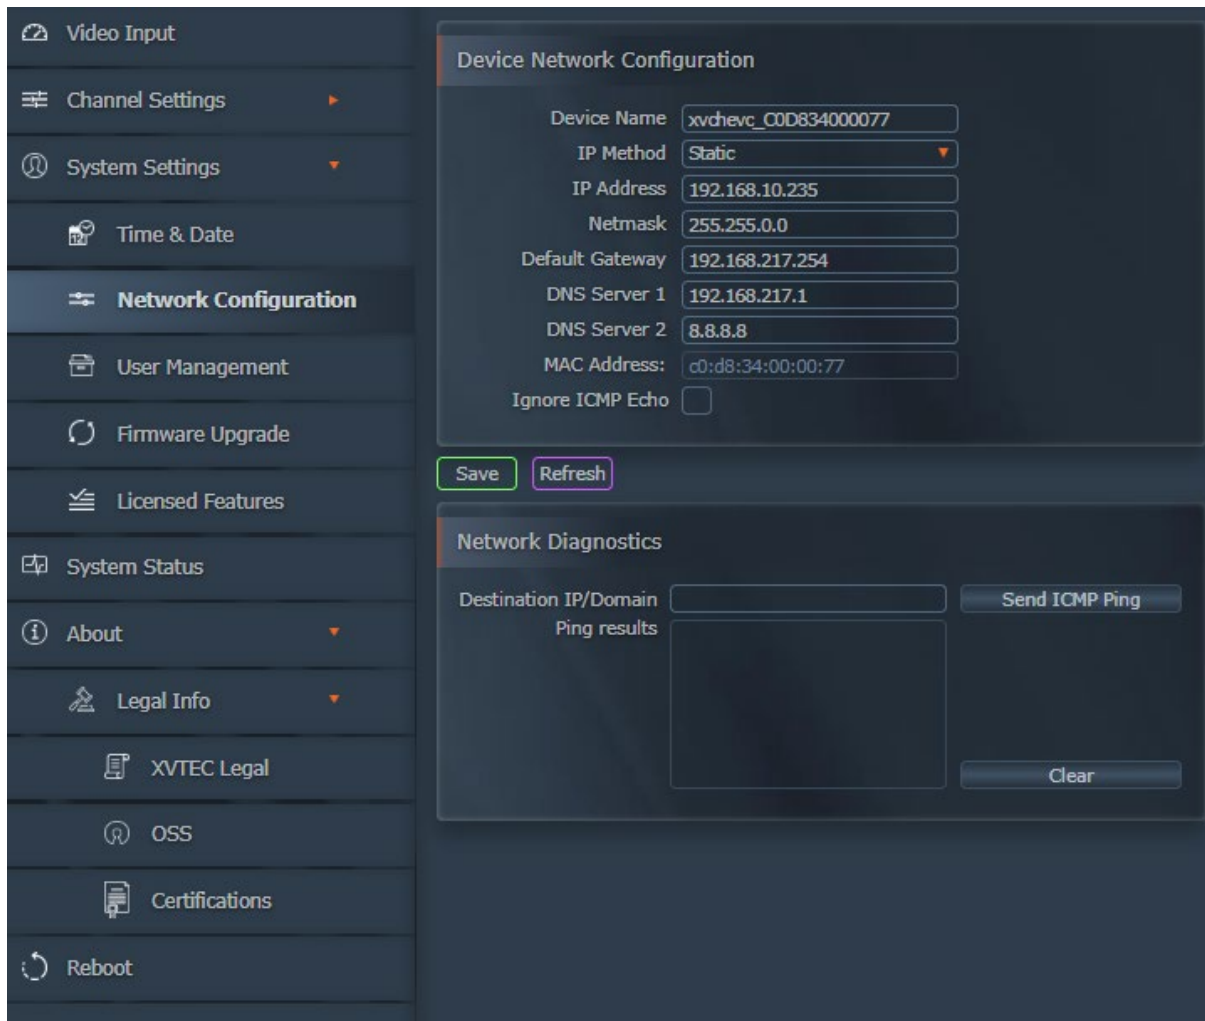 Video Input
Channel Settings
System Settings
Time & Date
Network Configuration
User Management
Firmware Upgrade
Licensed Features
System Status
About
Legal Info
XVTEC Legal
OSS
Certifications
Reboot
Device Network Configuration
Device Name xvchevc_C0D834000077
IP Method Static
IP Address 192.168.10.235
Netmask 255.255.0.0
Default Gateway 192.168.217.254
DNS Server 1 192.168.217.1
DNS Server 2 8.8.8.8
MAC Address: c0:d8:34:00:00:77
Ignore ICMP Echo
Save Refresh
Network Diagnostics
Destination IP/Domain Send ICMP Ping
Ping results
Clear